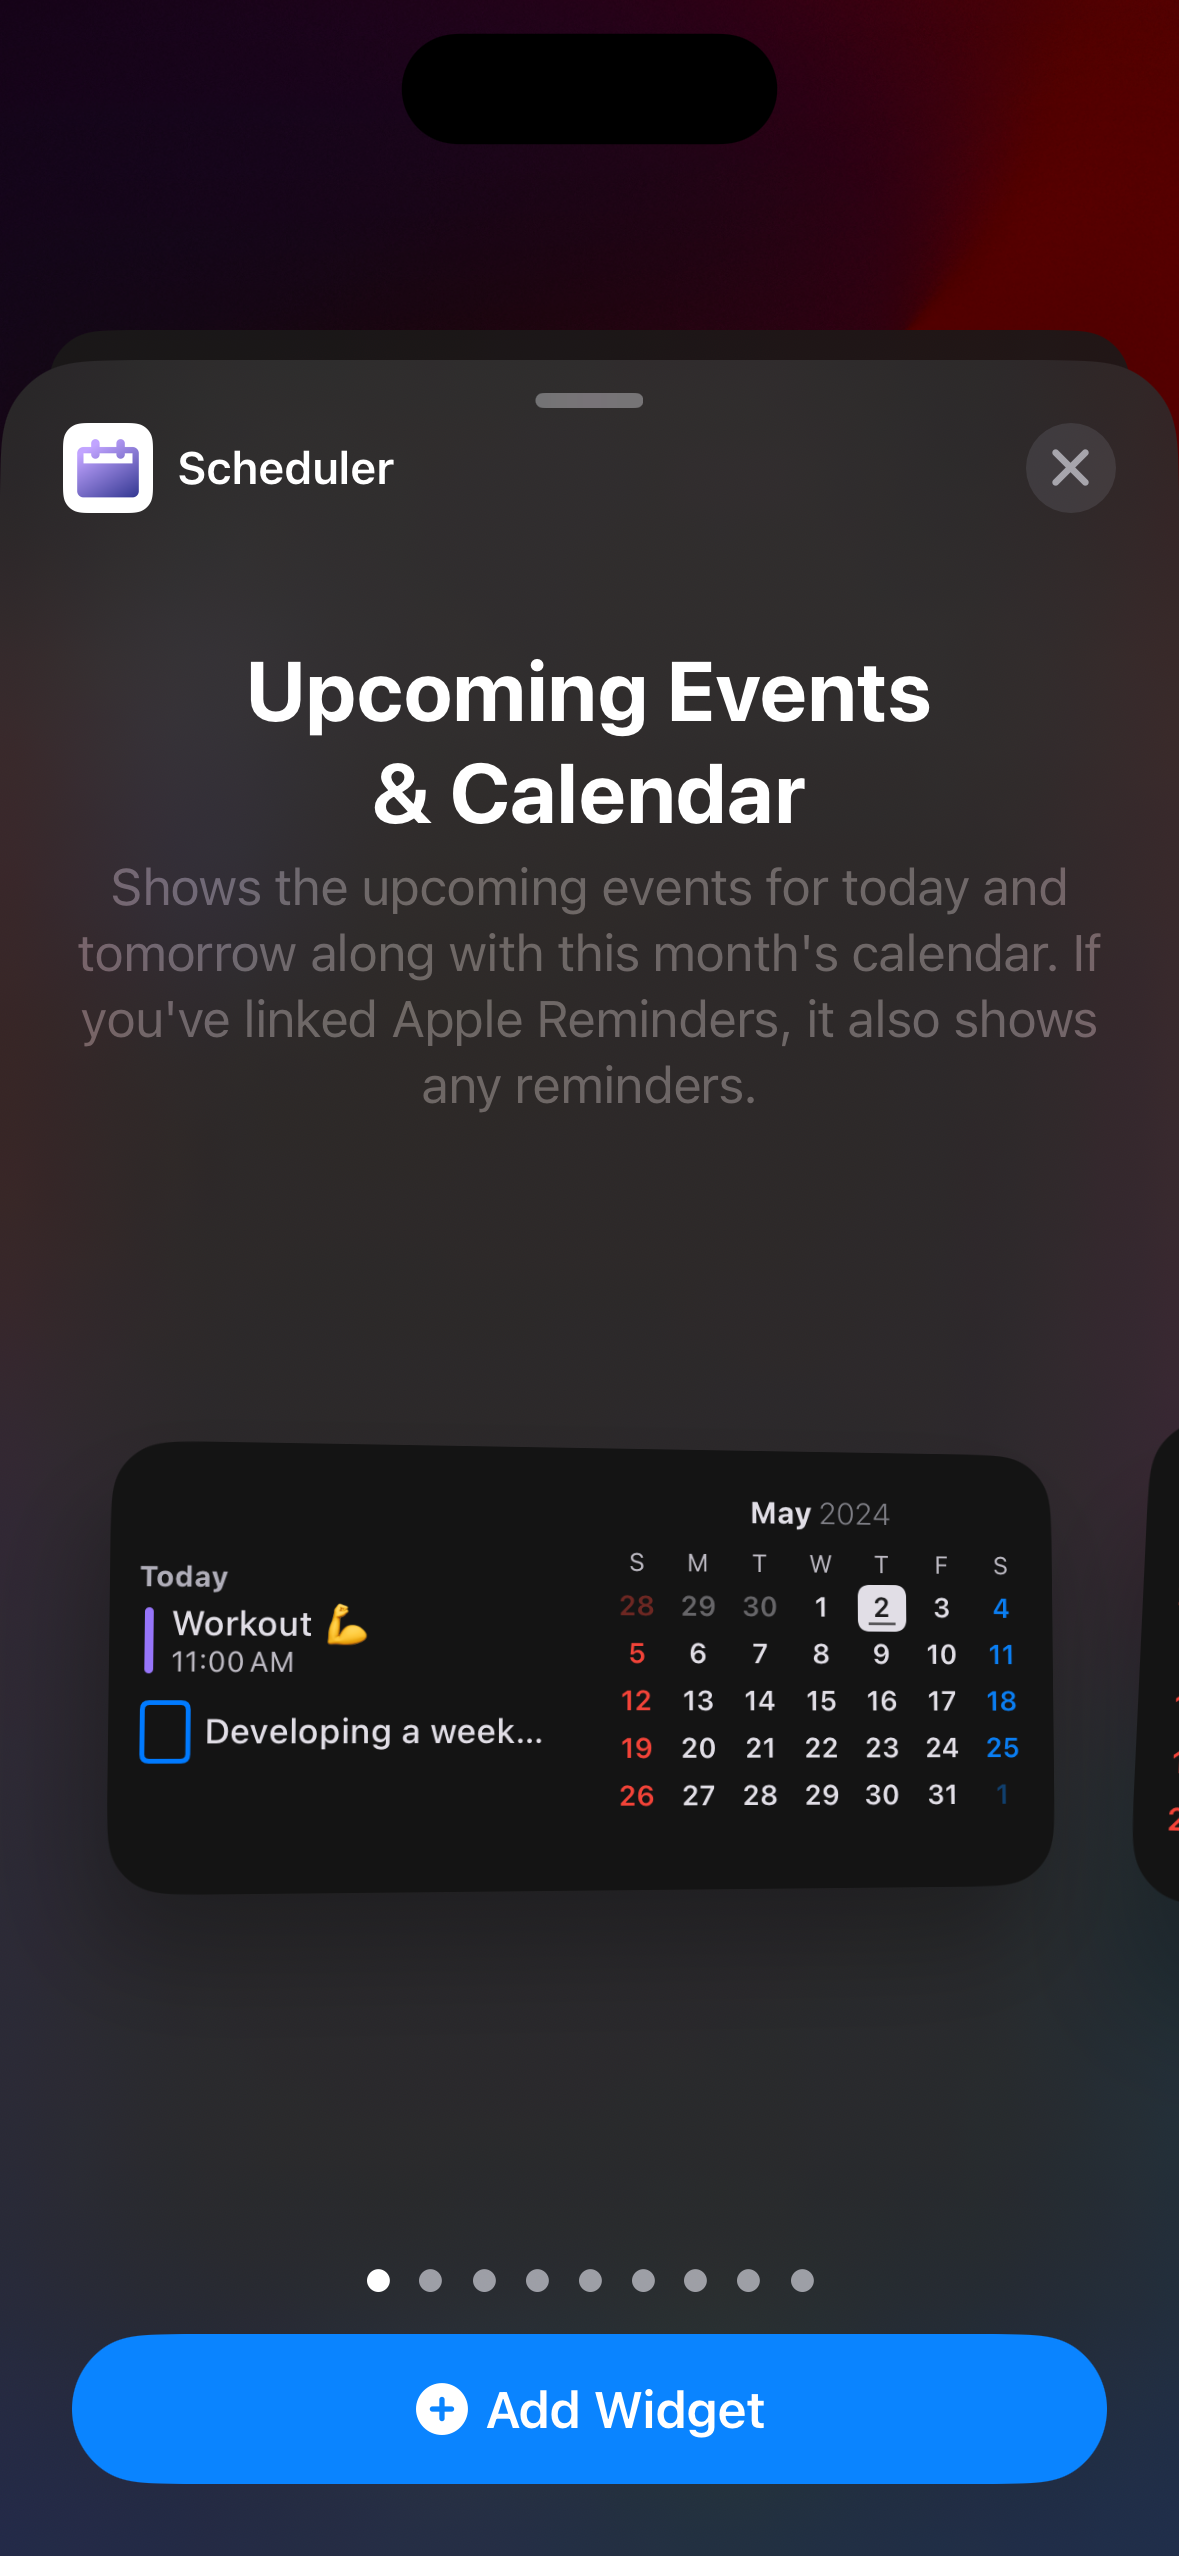 Scheduler
Upcoming Events
& Calendar
Shows the upcoming events for today and
tomorrow along with this month's calendar. If
you've linked Apple Reminders, it also shows
any reminders.
Today
Workout 💪
11:00 AM
Developing a week...
May 2024
S M T W T F S
28 29 30 1 2 3 4
5 6 7 8 9 10 11
12 13 14 15 16 17 18
19 20 21 22 23 24 25
26 27 28 29 30 31 1
Add Widget